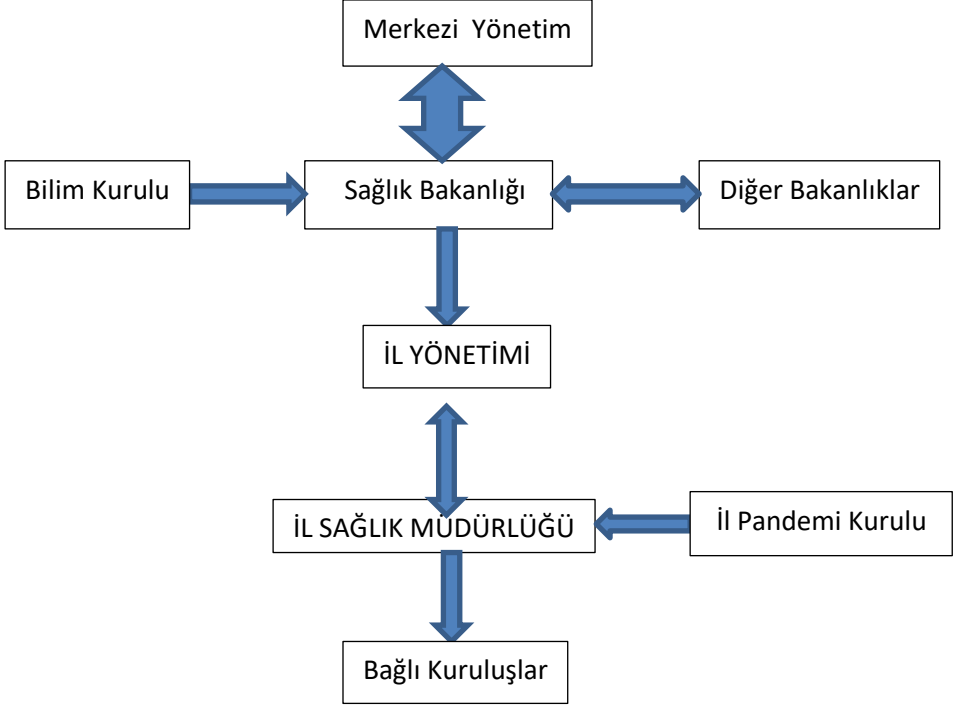 Merkezi Yönetim
Bilim Kurulu
Sağlık Bakanlığı
Diğer Bakanlıklar
İL YÖNETİMİ
İL SAĞLIK MÜDÜRLÜĞÜ
İl Pandemi Kurulu
Bağlı Kuruluşlar